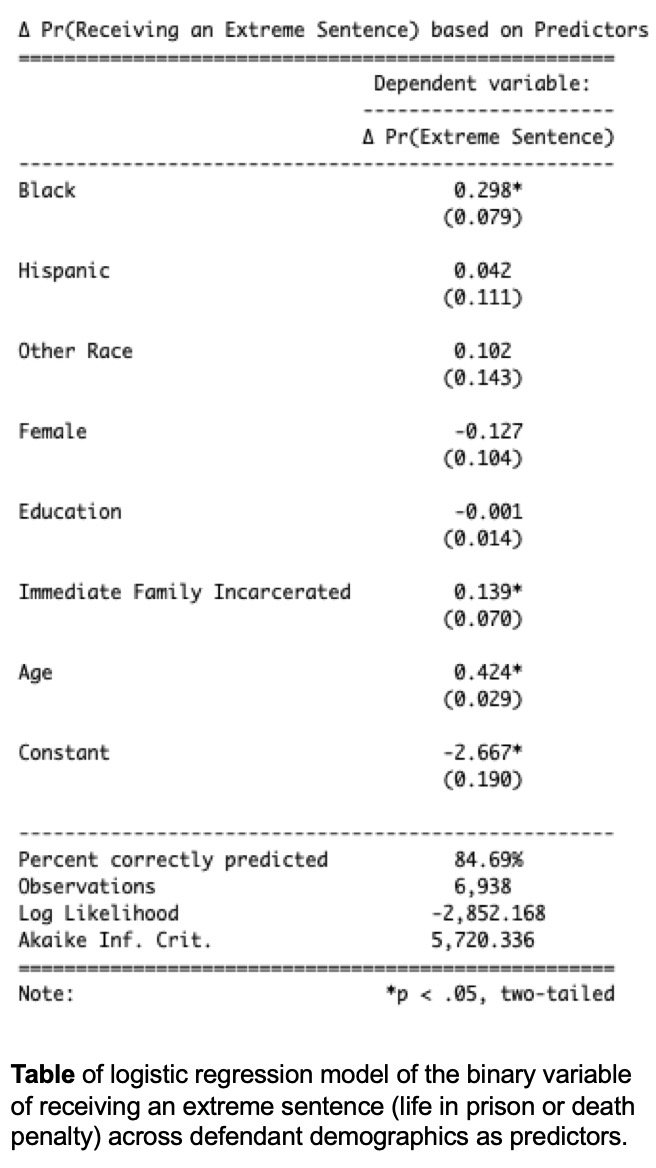 Δ Pr(Receiving an Extreme Sentence) based on Predictors
=====================================================
Dependent variable:
----------------------
Δ Pr(Extreme Sentence)
-----------------------------------------------------
Black 0.298*
(0.079)
Hispanic 0.042
(0.111)
Other Race 0.102
(0.143)
Female -0.127
(0.104)
Education -0.001
(0.014)
Immediate Family Incarcerated 0.139*
(0.070)
Age 0.424*
(0.029)
Constant -2.667*
(0.190)
-----------------------------------------------------
Percent correctly predicted 84.69%
Observations 6,938
Log Likelihood -2,852.168
Akaike Inf. Crit. 5,720.336
=====================================================
Note: *p < .05, two-tailed
Table of logistic regression model of the binary variable
of receiving an extreme sentence (life in prison or death
penalty) across defendant demographics as predictors.